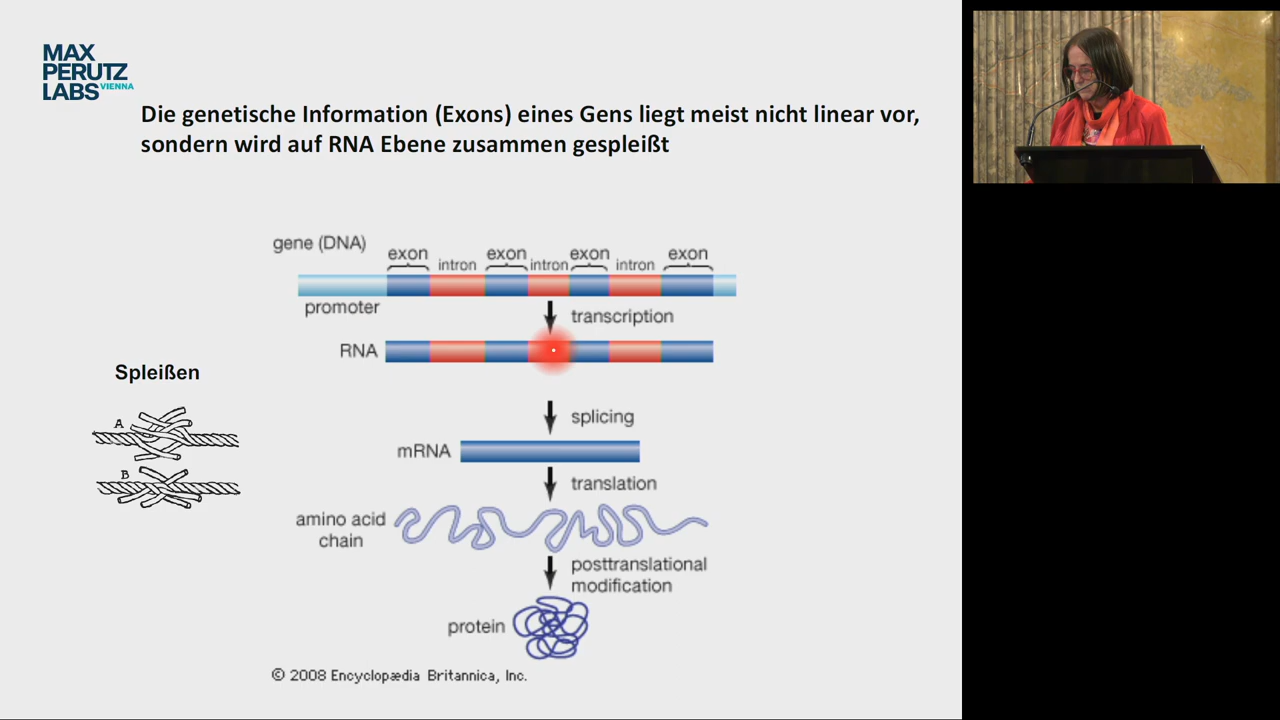 MAX
PERUTZ
LABS VIENNA
Die genetische Information (Exons) eines Gens liegt meist nicht linear vor,
sondern wird auf RNA Ebene zusammen gespleißt
gene (DNA)
exon intron exon intron exon intron exon
promoter
transcription
RNA
Spleißen
A
B
splicing
mRNA
translation
amino acid
chain
posttranslational
modification
protein
© 2008 Encyclopædia Britannica, Inc.